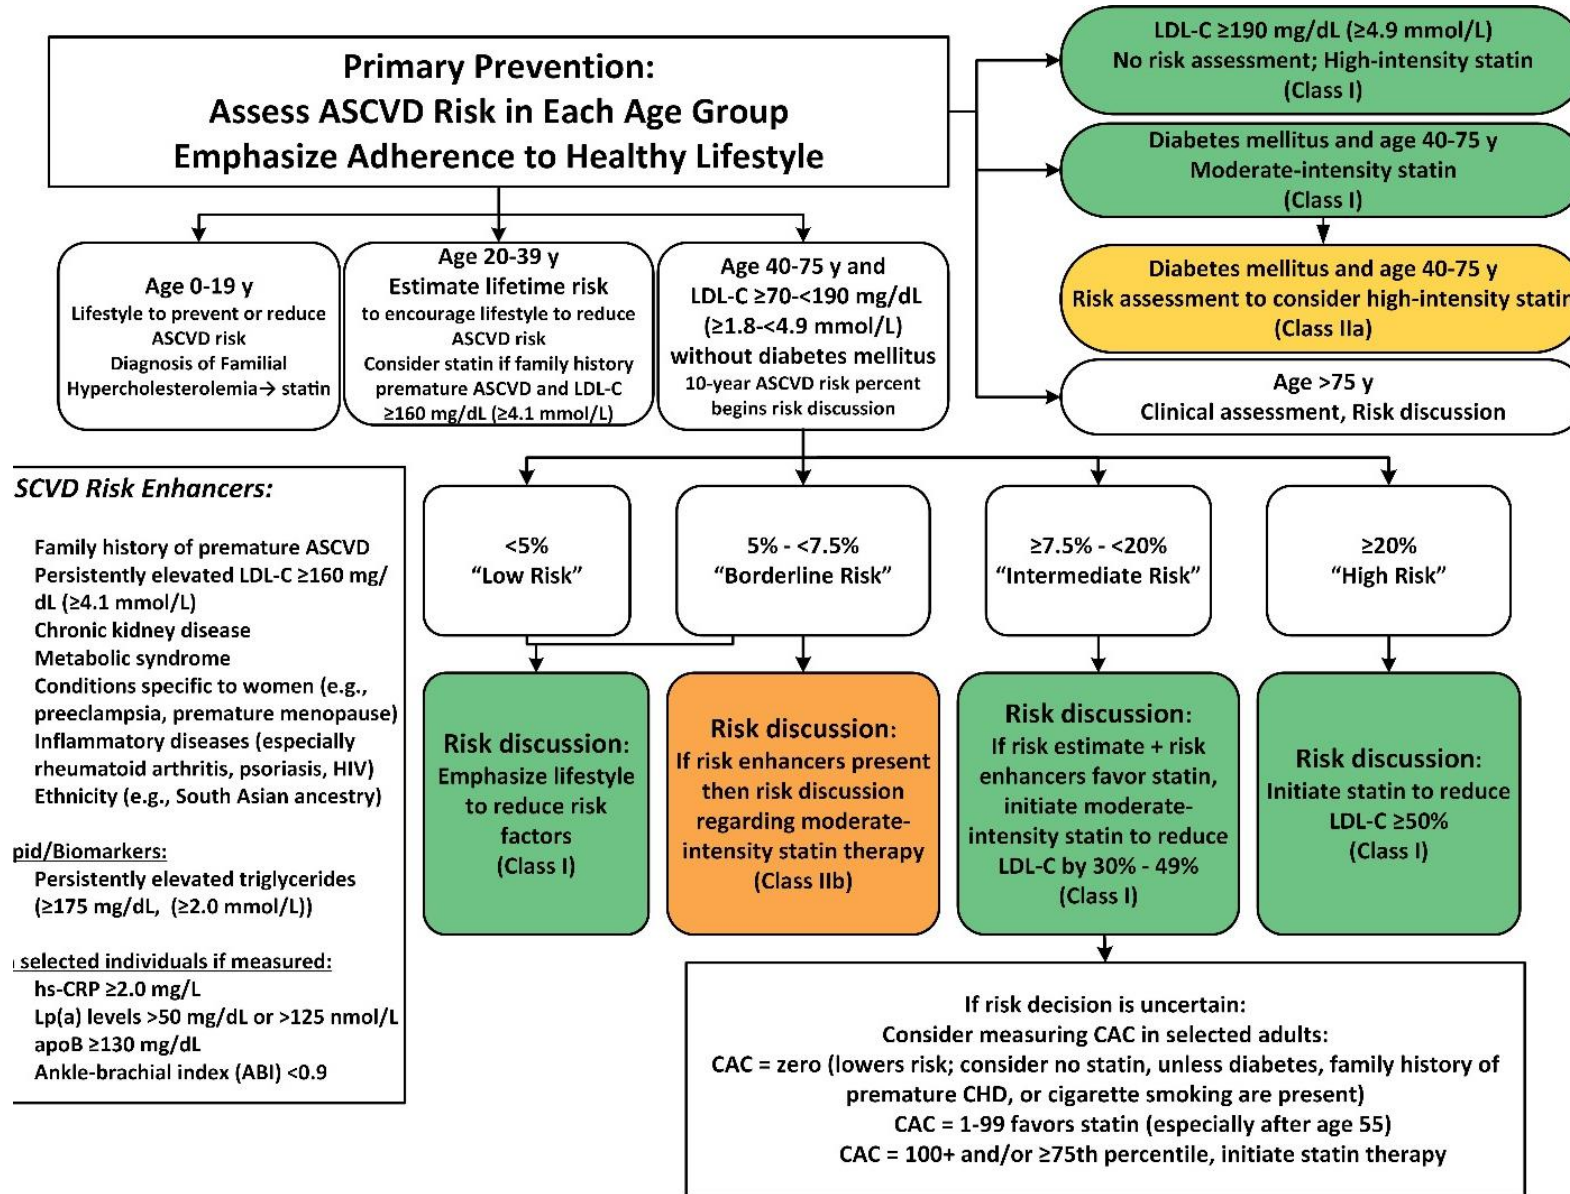 Primary Prevention:
Assess ASCVD Risk in Each Age Group
Emphasize Adherence to Healthy Lifestyle
LDL-C ≥190 mg/dL (≥4.9 mmol/L)
No risk assessment; High-intensity statin
(Class I)
Diabetes mellitus and age 40-75 y
Moderate-intensity statin
(Class I)
Diabetes mellitus and age 40-75 y
Risk assessment to consider high-intensity statin
(Class IIa)
Age >75 y
Clinical assessment, Risk discussion
Age 0-19 y
Lifestyle to prevent or reduce
ASCVD risk
Diagnosis of Familial
Hypercholesterolemia→ statin
Age 20-39 y
Estimate lifetime risk
to encourage lifestyle to reduce
ASCVD risk
Consider statin if family history
premature ASCVD and LDL-C
≥160 mg/dL (≥4.1 mmol/L)
Age 40-75 y and
LDL-C ≥70-<190 mg/dL
(≥1.8-<4.9 mmol/L)
without diabetes mellitus
10-year ASCVD risk percent
begins risk discussion
SCVD Risk Enhancers:
Family history of premature ASCVD
Persistently elevated LDL-C ≥160 mg/
dL (≥4.1 mmol/L)
Chronic kidney disease
Metabolic syndrome
Conditions specific to women (e.g.,
preeclampsia, premature menopause)
Inflammatory diseases (especially
rheumatoid arthritis, psoriasis, HIV)
Ethnicity (e.g., South Asian ancestry)
pid/Biomarkers:
Persistently elevated triglycerides
(≥175 mg/dL, (≥2.0 mmol/L))
selected individuals if measured:
hs-CRP ≥2.0 mg/L
Lp(a) levels >50 mg/dL or >125 nmol/L
apoB ≥130 mg/dL
Ankle-brachial index (ABI) <0.9
<5%
“Low Risk”
5% - <7.5%
“Borderline Risk”
≥7.5% - <20%
“Intermediate Risk”
≥20%
“High Risk”
Risk discussion:
Emphasize lifestyle
to reduce risk
factors
(Class I)
Risk discussion:
If risk enhancers present
then risk discussion
regarding moderate-
intensity statin therapy
(Class IIb)
Risk discussion:
If risk estimate + risk
enhancers favor statin,
initiate moderate-
intensity statin to reduce
LDL-C by 30% - 49%
(Class I)
Risk discussion:
Initiate statin to reduce
LDL-C ≥50%
(Class I)
If risk decision is uncertain:
Consider measuring CAC in selected adults:
CAC = zero (lowers risk; consider no statin, unless diabetes, family history of
premature CHD, or cigarette smoking are present)
CAC = 1-99 favors statin (especially after age 55)
CAC = 100+ and/or ≥75th percentile, initiate statin therapy